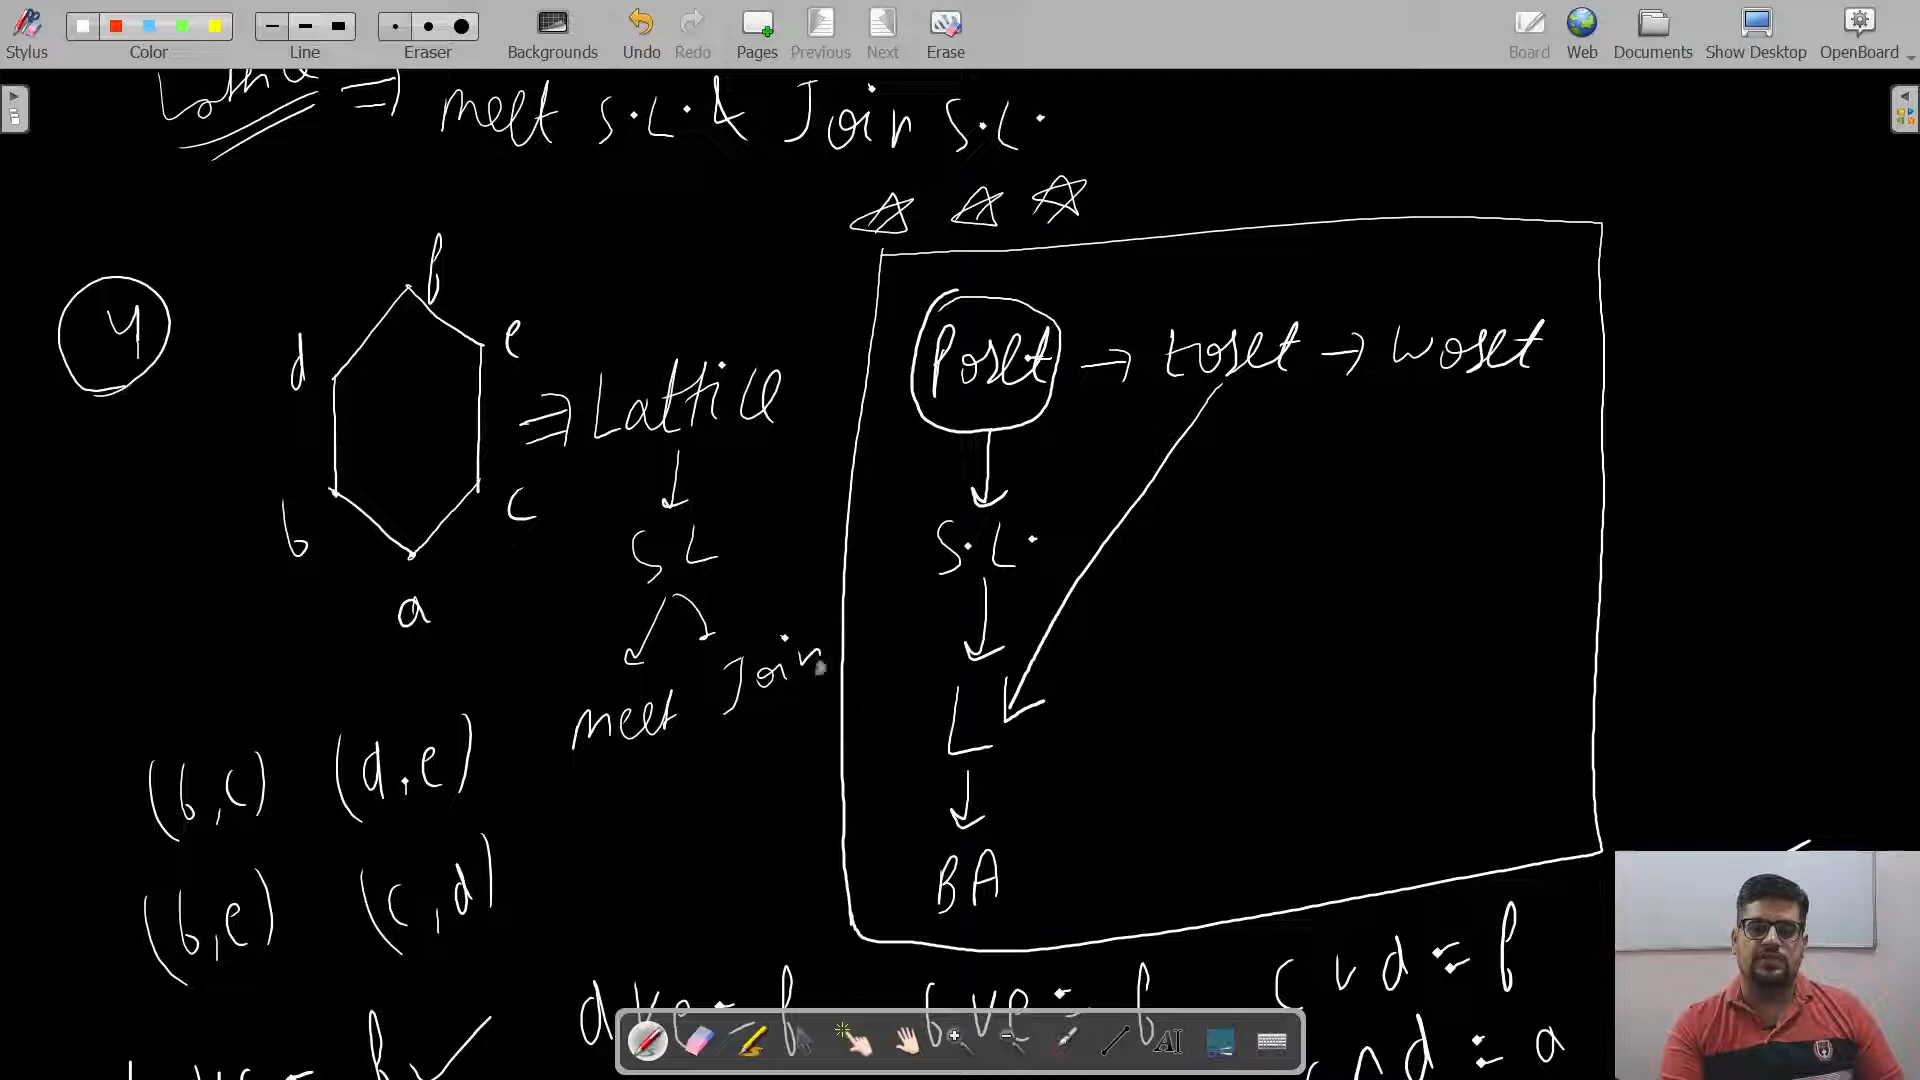 Stylus Color Line Eraser Backgrounds Undo Redo Pages Previous Next Erase Board Web Documents Show Desktop OpenBoard
Lattice ⇒ meet S.L. & Join S.L.
4
f
d
e
b
c
a
⇒ Lattice
SL
meet Join
(b,c) (d,e)
(b,e) (c,d)
Poset → toset → woset
S.L.
L
BA
d v e = f b v e = f c v d = f